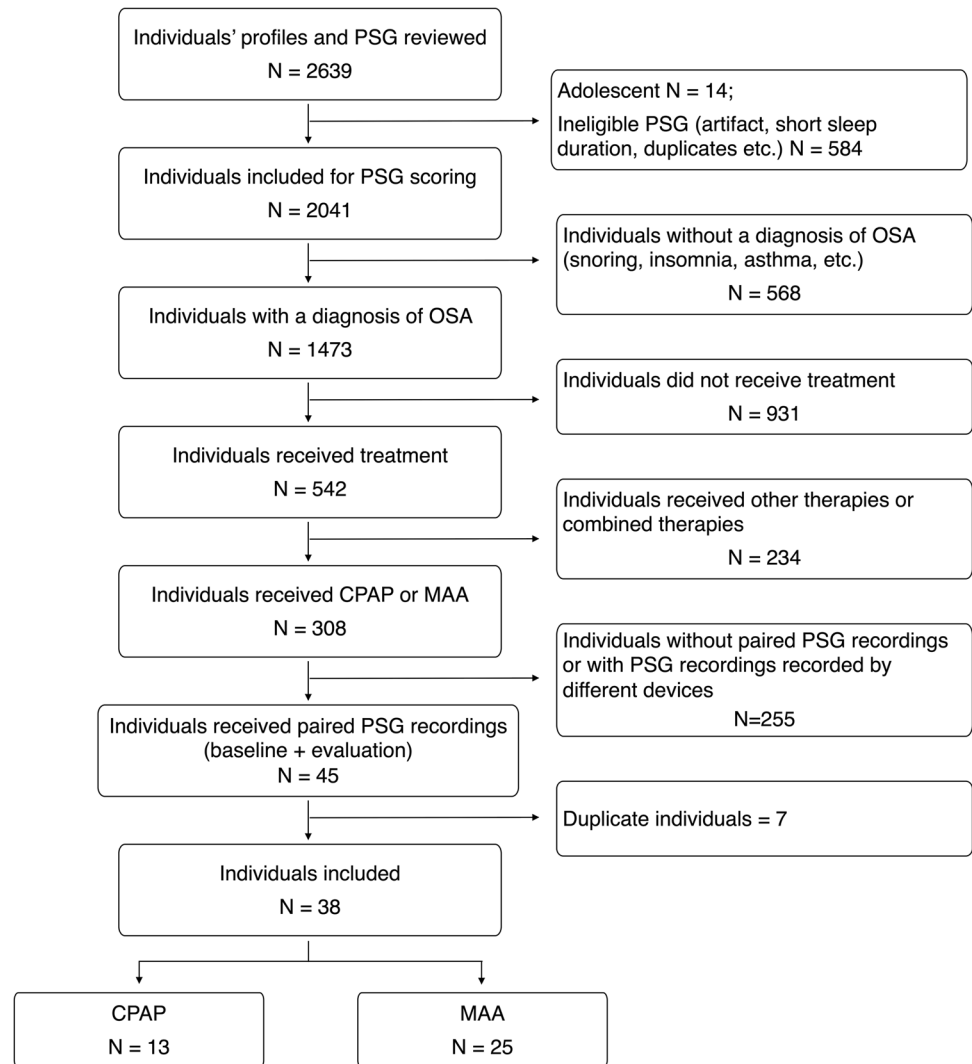 Individuals' profiles and PSG reviewed
N = 2639
Adolescent N = 14;
Ineligible PSG (artifact, short sleep
duration, duplicates etc.) N = 584
Individuals included for PSG scoring
N = 2041
Individuals without a diagnosis of OSA
(snoring, insomnia, asthma, etc.)
N = 568
Individuals with a diagnosis of OSA
N = 1473
Individuals did not receive treatment
N = 931
Individuals received treatment
N = 542
Individuals received other therapies or
combined therapies
N = 234
Individuals received CPAP or MAA
N = 308
Individuals without paired PSG recordings
or with PSG recordings recorded by
different devices
N=255
Individuals received paired PSG recordings
(baseline + evaluation)
N = 45
Duplicate individuals = 7
Individuals included
N = 38
CPAP
N = 13
MAA
N = 25